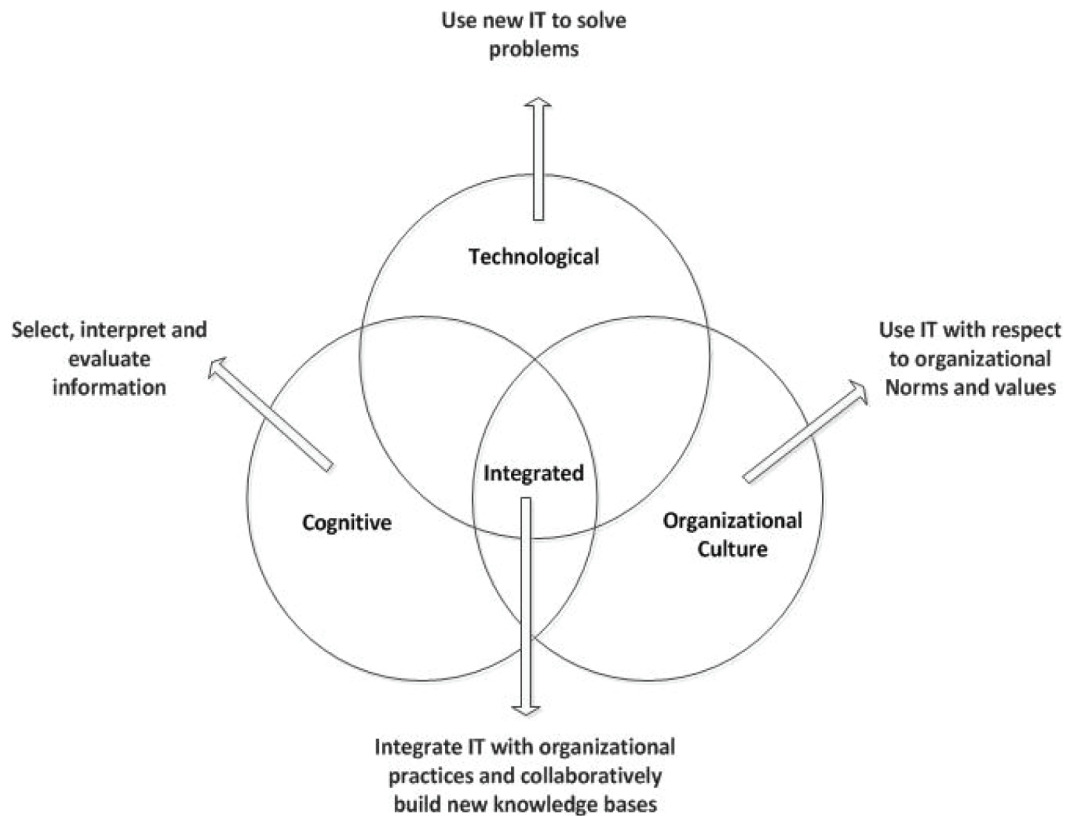 Use new IT to solve
problems
Technological
Select, interpret and
evaluate
information
Use IT with respect
to organizational
Norms and values
Integrated
Cognitive
Organizational
Culture
Integrate IT with organizational
practices and collaboratively
build new knowledge bases